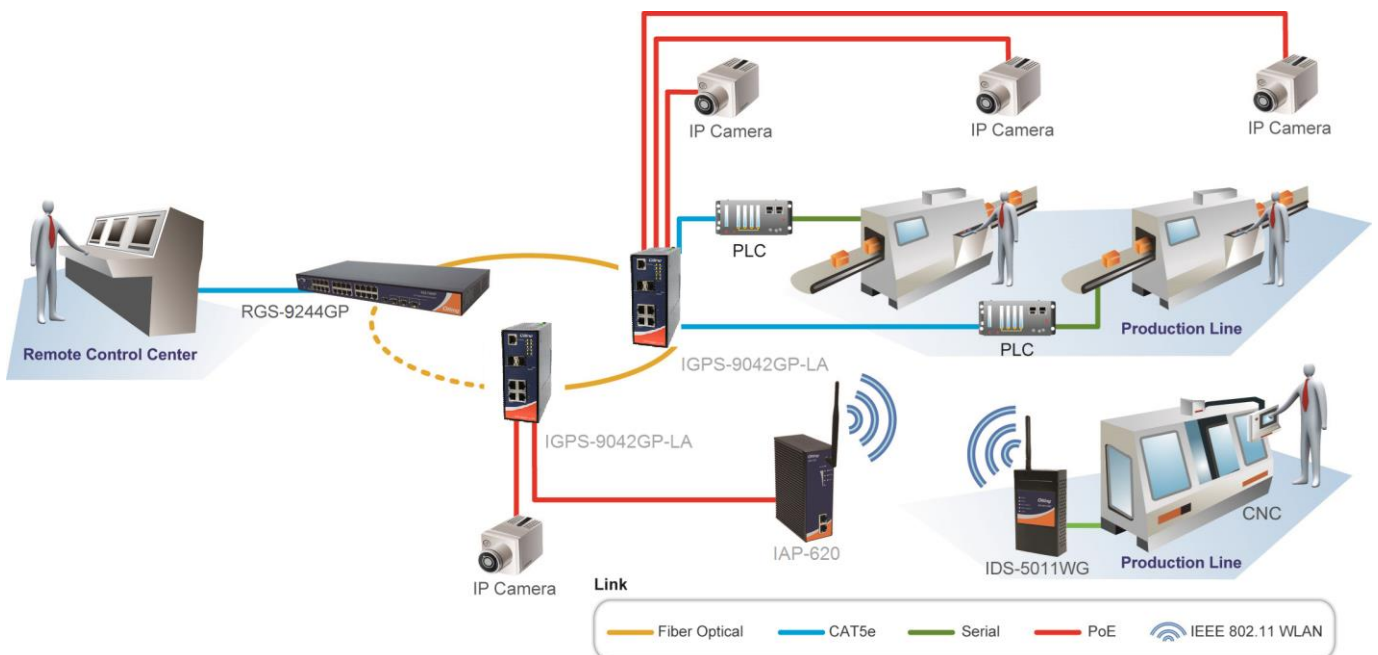 IP Camera
IP Camera
IP Camera
PLC
RGS-9244GP
Remote Control Center
IGPS-9042GP-LA
PLC
Production Line
IGPS-9042GP-LA
IAP-620
IDS-5011WG
CNC
Production Line
IP Camera
Link
Fiber Optical
CAT5e
Serial
PoE
IEEE 802.11 WLAN